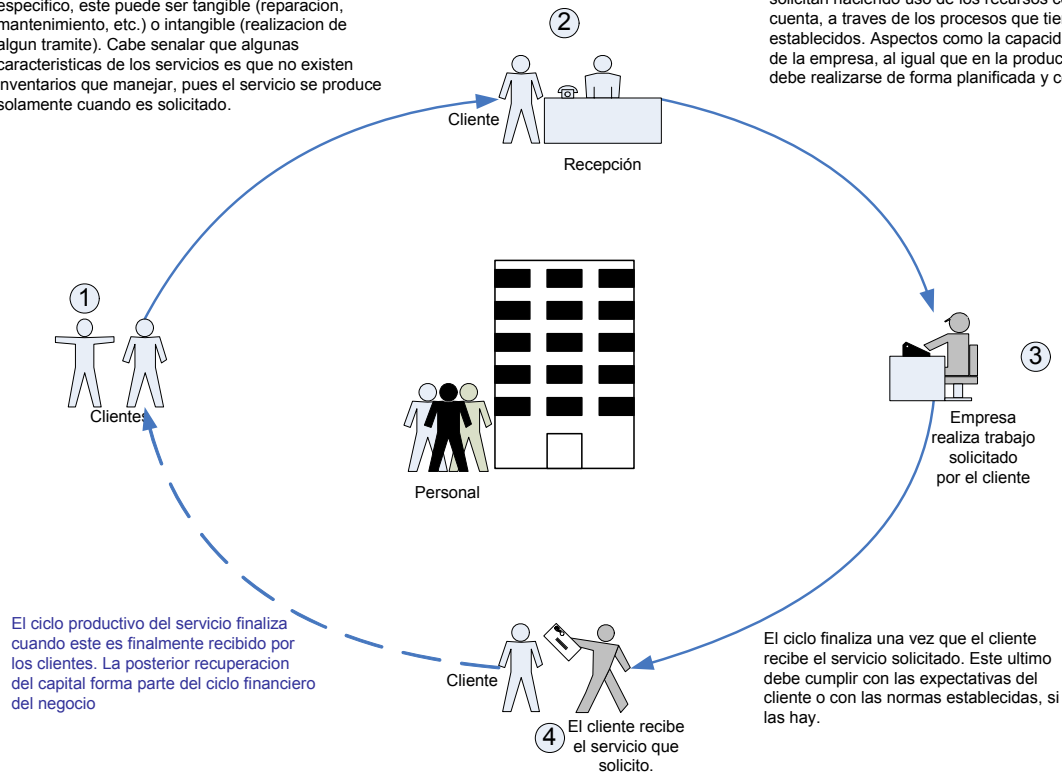 especifico, este puede ser tangible (reparacion,
mantenimiento, etc.) o intangible (realizacion de
algun tramite). Cabe senalar que algunas
caracteristicas de los servicios es que no existen
inventarios que manejar, pues el servicio se produce
solamente cuando es solicitado.
solicitan haciendo uso de los recursos
cuenta, a traves de los procesos que
establecidos. Aspectos como la
de la empresa, al igual que en la
debe realizarse de forma planificada y
2
Cliente
Recepción
1
Clientes
3
Empresa
realiza trabajo
solicitado
por el cliente
Personal
El ciclo productivo del servicio finaliza
cuando este es finalmente recibido por
los clientes. La posterior recuperacion
del capital forma parte del ciclo financiero
del negocio
Cliente
4
El cliente recibe
el servicio que
solicito.
El ciclo finaliza una vez que el cliente
recibe el servicio solicitado. Este ultimo
debe cumplir con las expectativas del
cliente o con las normas establecidas, si
las hay.